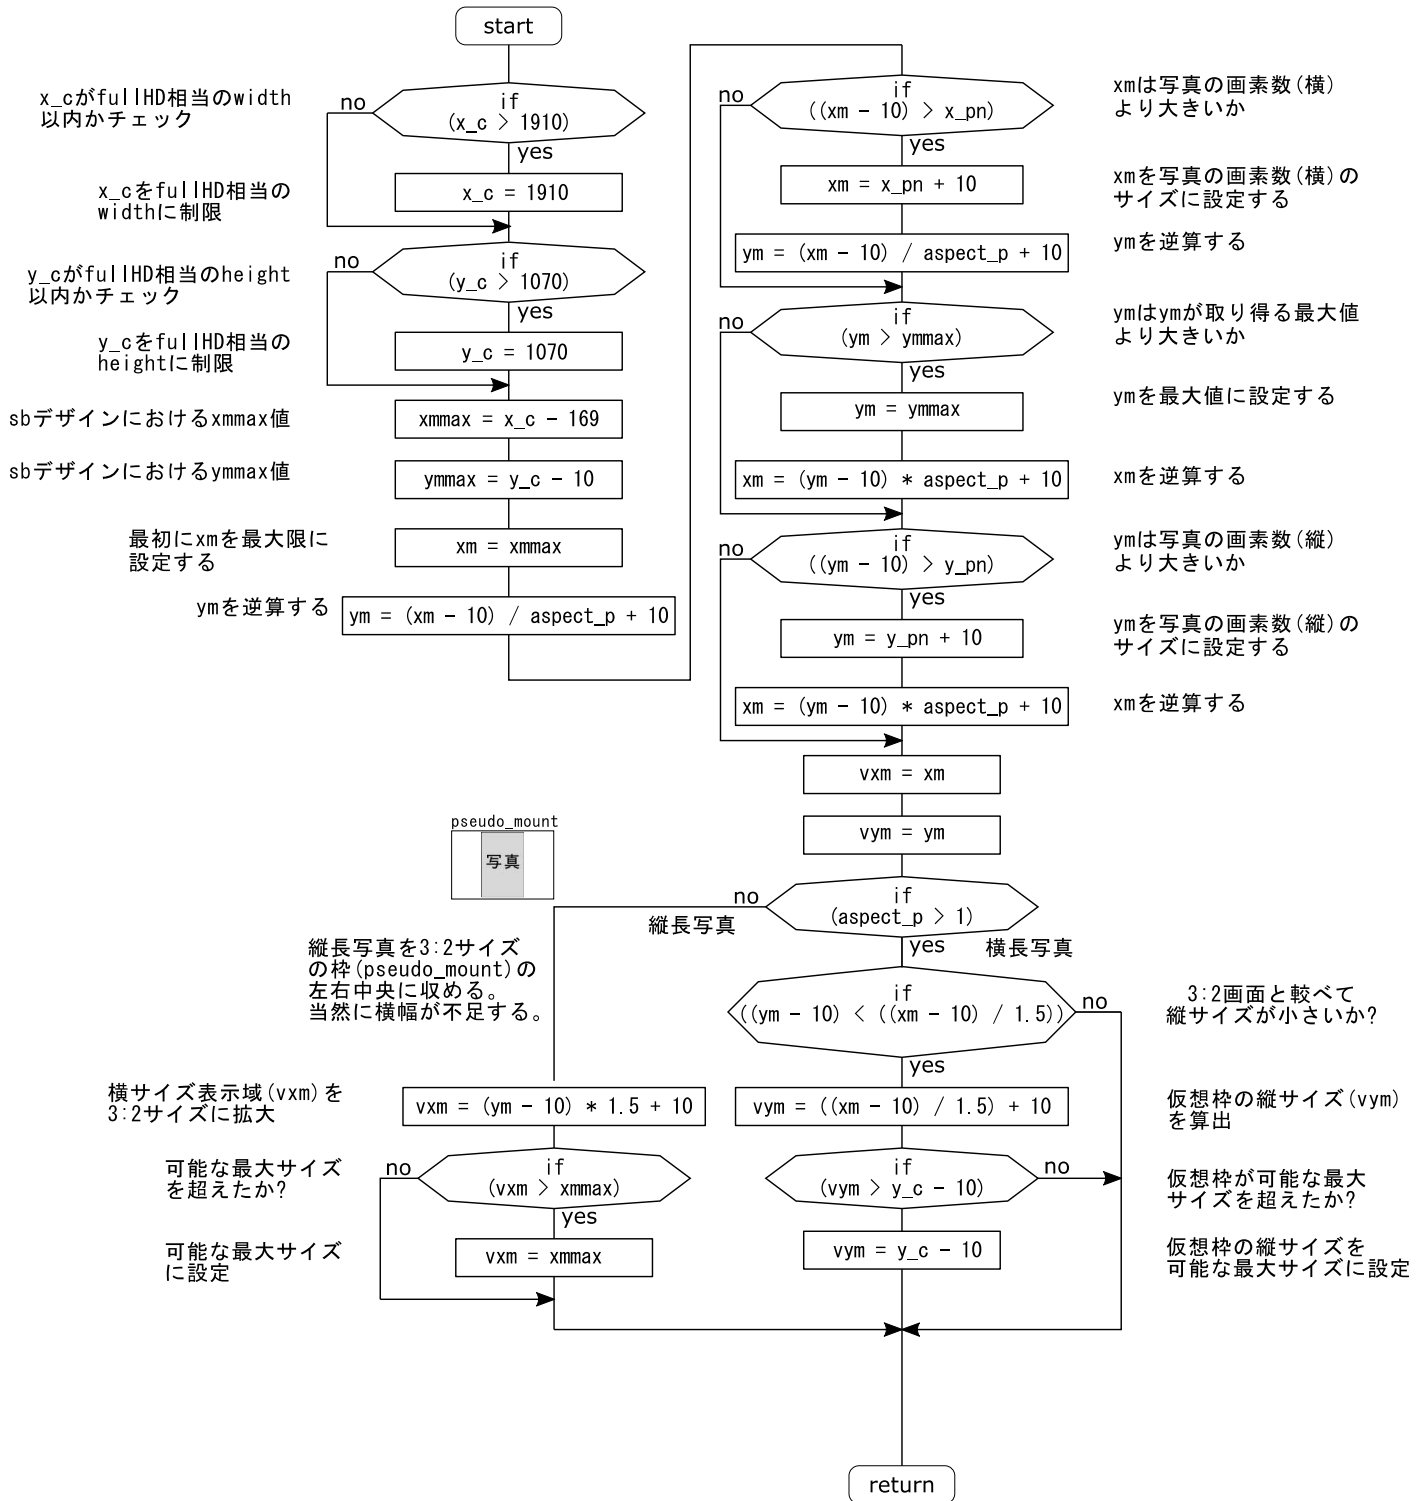 start
x_cがfullHD相当のwidth
以内かチェック
no
if
(x_c > 1910)
yes
x_cをfullHD相当の
widthに制限
x_c = 1910
y_cがfullHD相当のheight
以内かチェック
no
if
(y_c > 1070)
yes
y_cをfullHD相当の
heightに制限
y_c = 1070
sbデザインにおけるxmmax値
xmmax = x_c - 169
sbデザインにおけるymmax値
ymmax = y_c - 10
最初にxmを最大限に
設定する
xm = xmmax
ymを逆算する
ym = (xm - 10) / aspect_p + 10
no
if
((xm - 10) > x_pn)
yes
xmは写真の画素数(横)
より大きいか
xm = x_pn + 10
xmを写真の画素数(横)の
サイズに設定する
ym = (xm - 10) / aspect_p + 10
ymを逆算する
no
if
(ym > ymmax)
yes
ymはymが取り得る最大値
より大きいか
ym = ymmax
ymを最大値に設定する
xm = (ym - 10) * aspect_p + 10
xmを逆算する
no
if
((ym - 10) > y_pn)
yes
ymは写真の画素数(縦)
より大きいか
ym = y_pn + 10
ymを写真の画素数(縦)の
サイズに設定する
xm = (ym - 10) * aspect_p + 10
xmを逆算する
vxm = xm
vym = ym
pseudo_mount
写真
no
if
(aspect_p > 1)
縦長写真
yes
横長写真
縦長写真を3:2サイズ
の枠(pseudo_mount)の
左右中央に収める。
当然に横幅が不足する。
if
((ym - 10) < ((xm - 10) / 1.5))
no
yes
3:2画面と較べて
縦サイズが小さいか?
横サイズ表示域(vxm)を
3:2サイズに拡大
vxm = (ym - 10) * 1.5 + 10
vym = ((xm - 10) / 1.5) + 10
仮想枠の縦サイズ(vym)
を算出
可能な最大サイズ
を超えたか?
no
if
(vxm > xmmax)
yes
if
(vym > y_c - 10)
no
yes
仮想枠が可能な最大
サイズを超えたか?
可能な最大サイズ
に設定
vxm = xmmax
vym = y_c - 10
仮想枠の縦サイズを
可能な最大サイズに設定
return